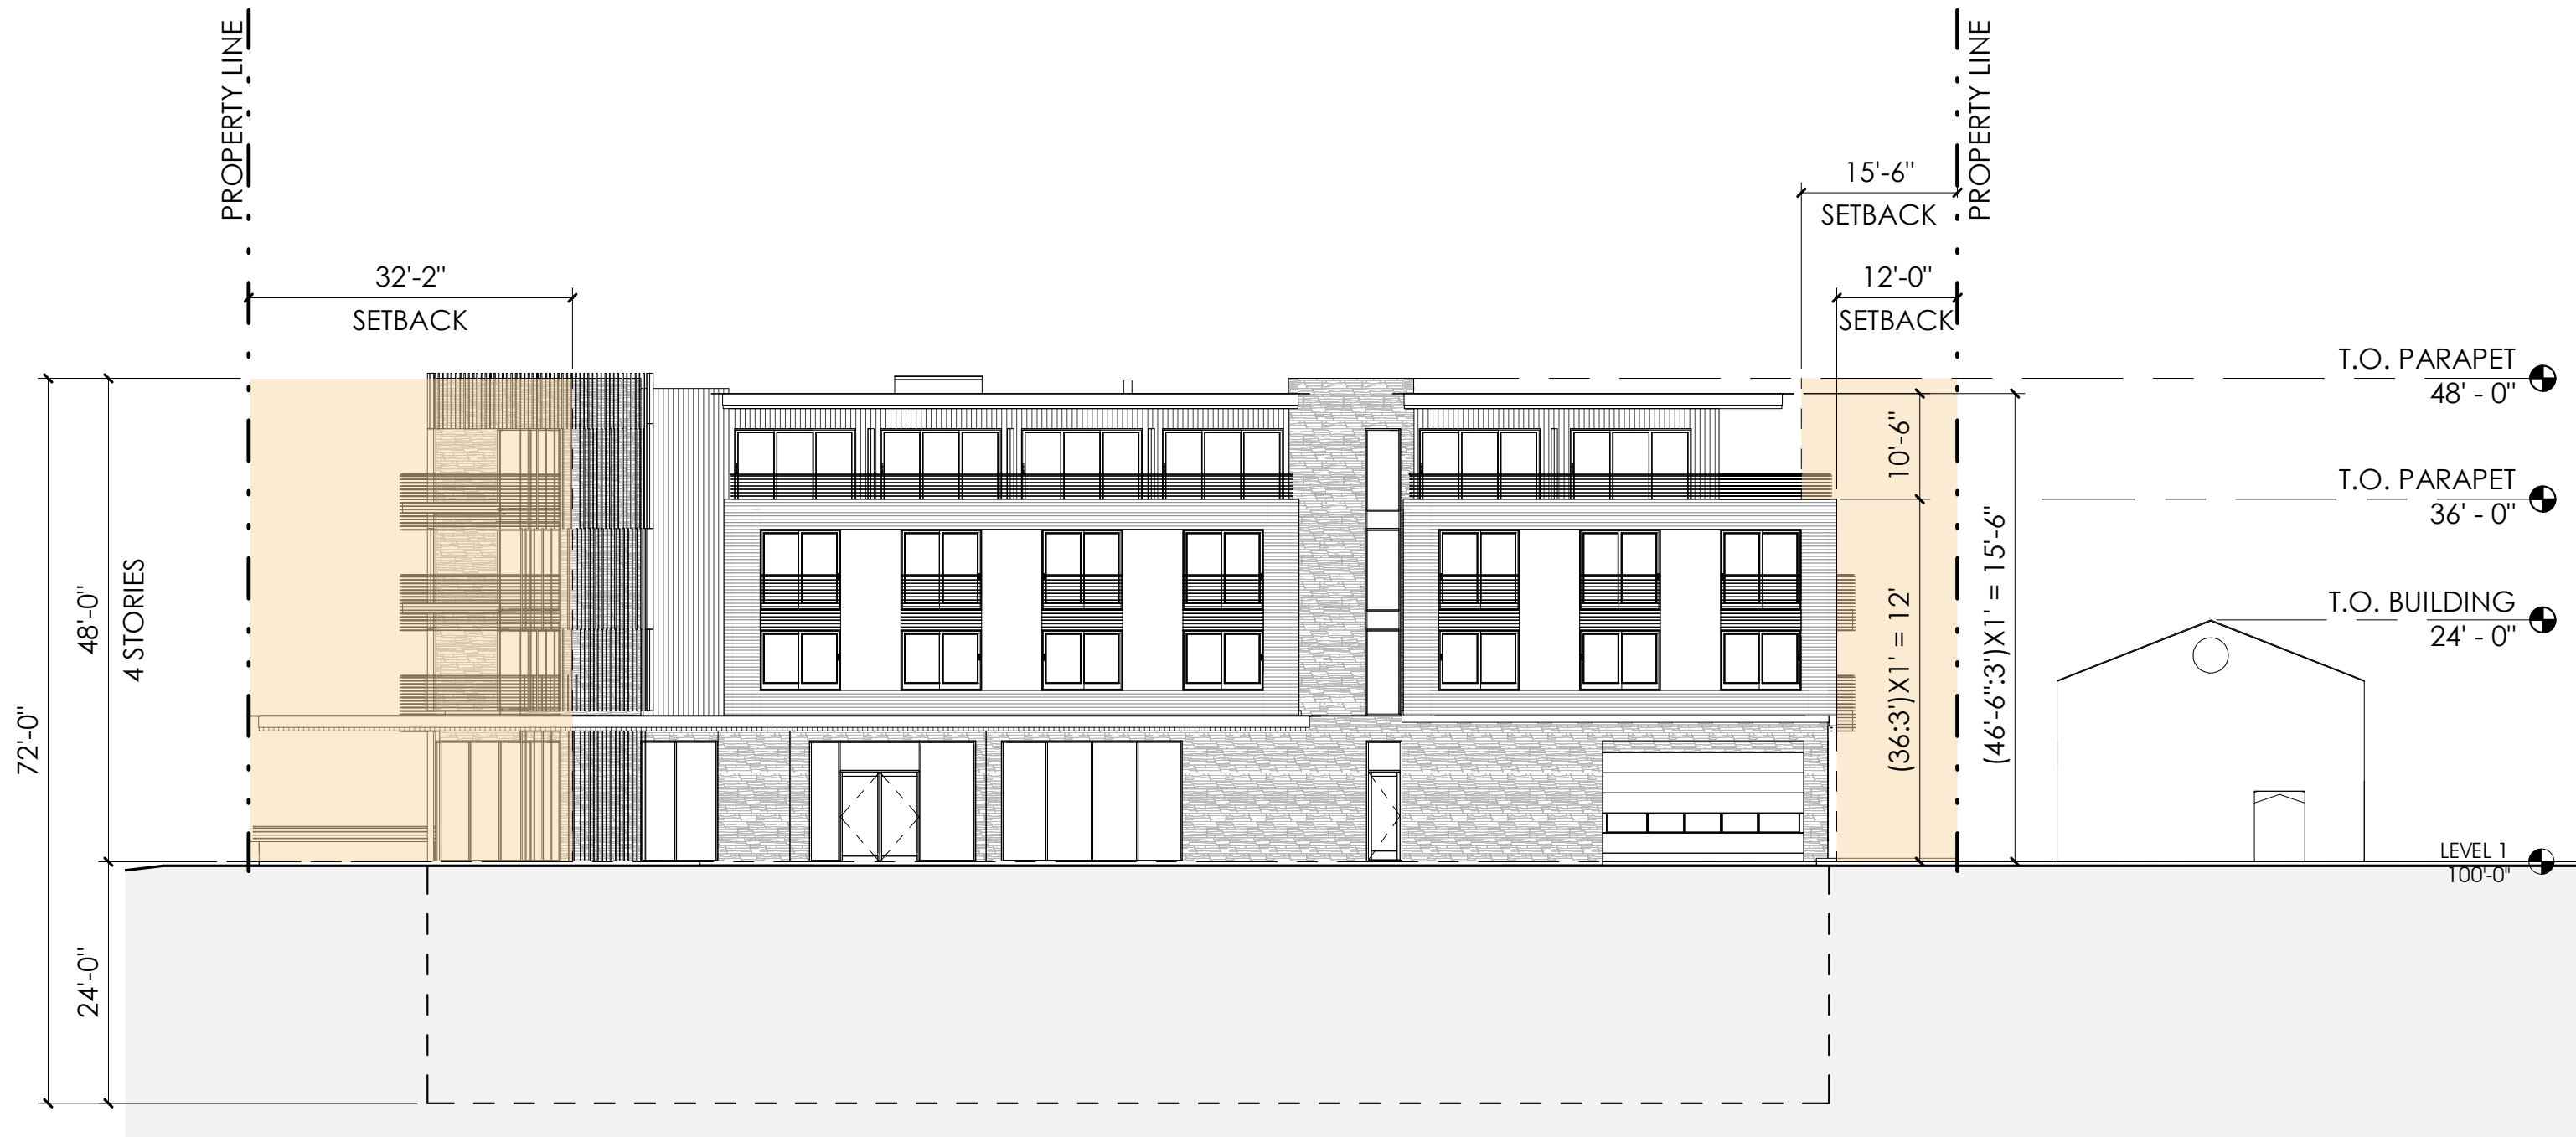 PROPERTY LINE
PROPERTY LINE
15'-6"
SETBACK
32'-2"
SETBACK
12'-0"
SETBACK
T.O. PARAPET
48' - 0"
T.O. PARAPET
36' - 0"
T.O. BUILDING
24' - 0"
LEVEL 1
100'-0"
72'-0"
48'-0"
4 STORIES
24'-0"
10'-6"
(36:3')X1' = 12'
(46'-6":3')X1' = 15'-6"